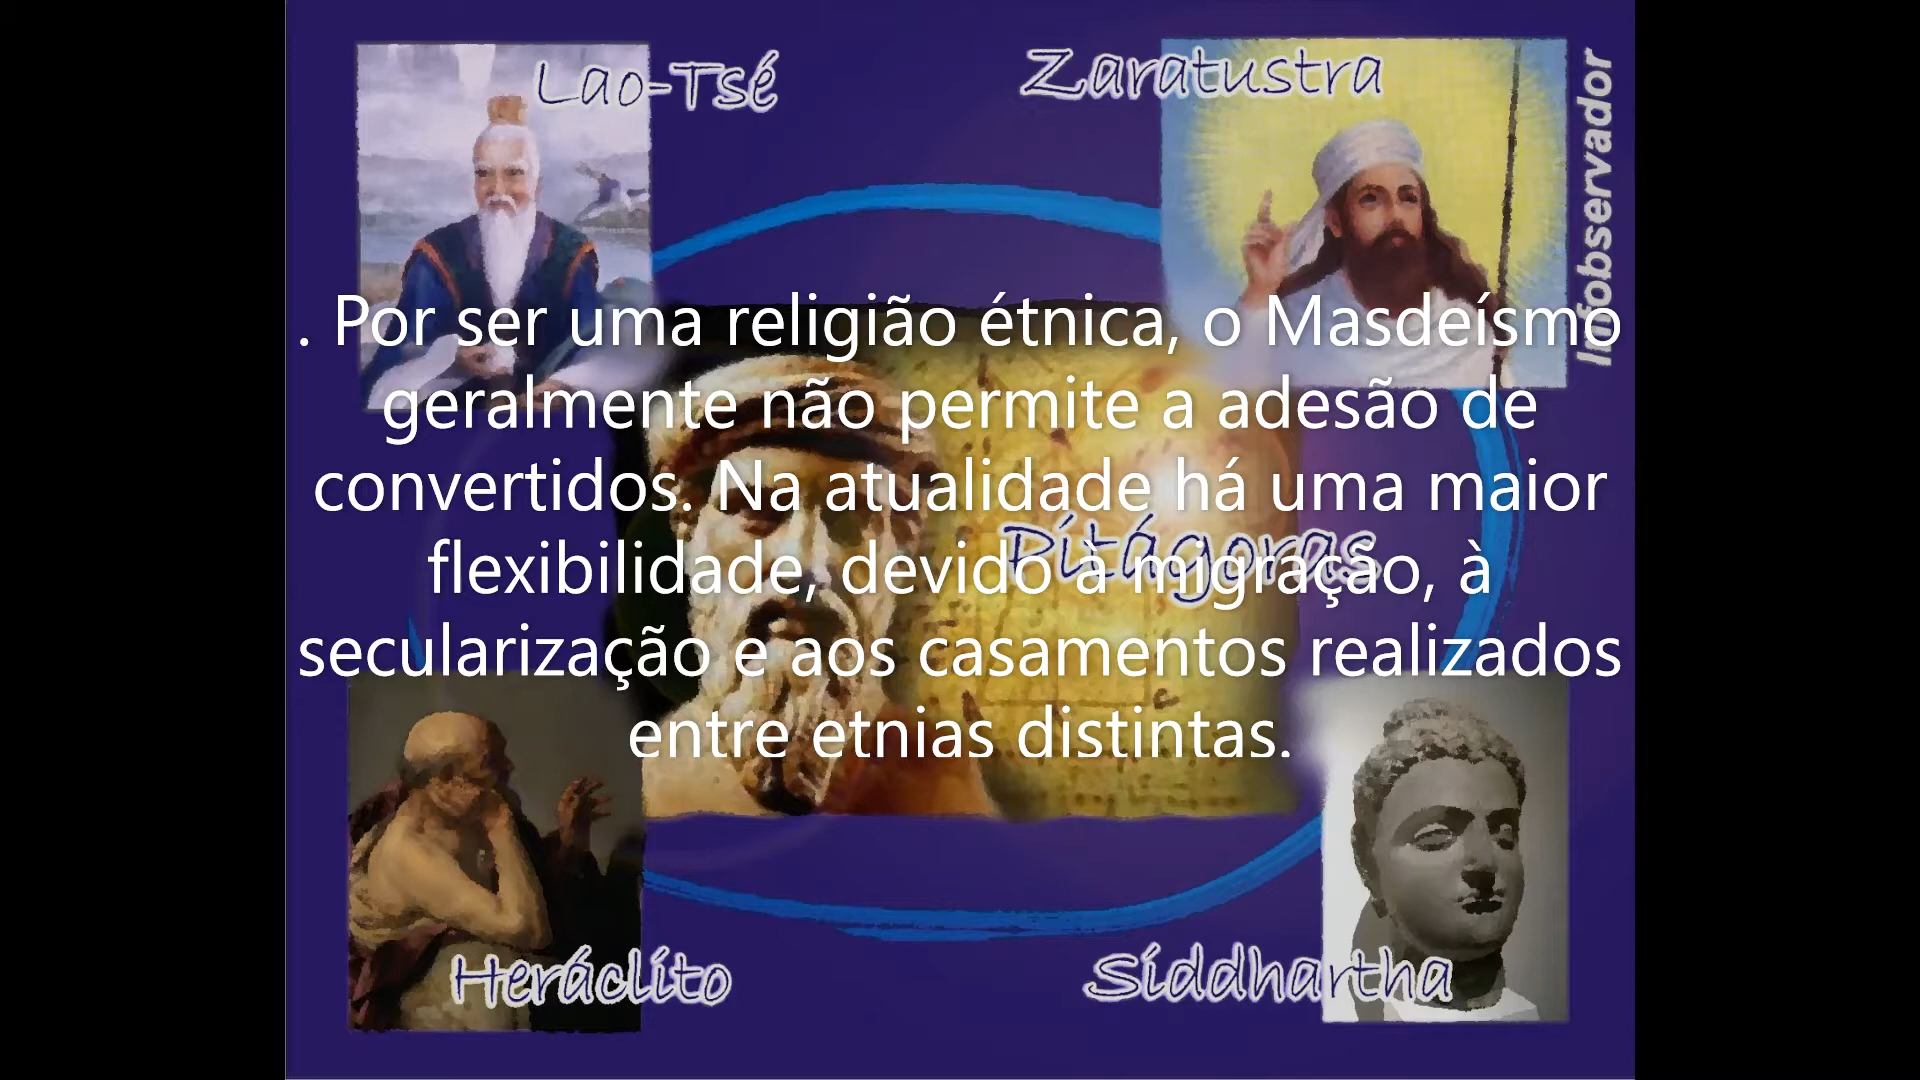 Lao-Tsé
Zaratustra
Infobservador
. Por ser uma religião étnica, o Masdeísmo
geralmente não permite a adesão de
convertidos. Na atualidade há uma maior
flexibilidade, devido à migração, à
secularização e aos casamentos realizados
entre etnias distintas.
Pitágoras
Heráclito
Siddhartha